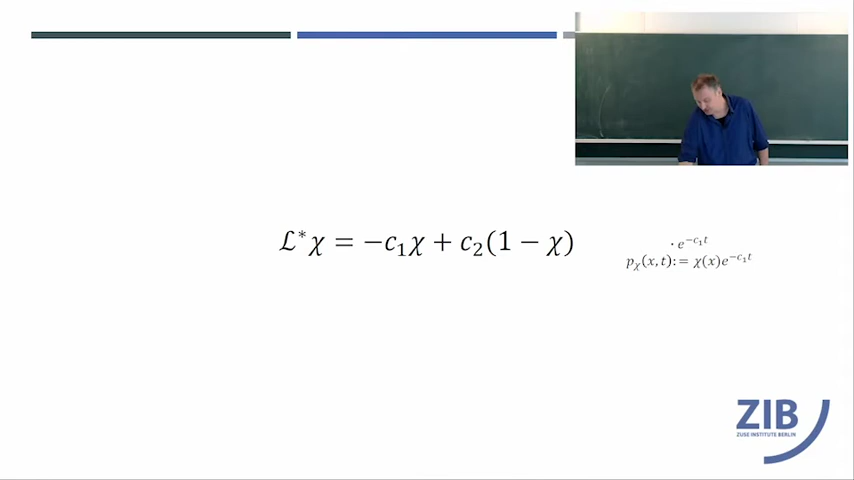 ℒ*χ = −c₁χ + c₂(1 − χ)
· e^{−c₁t}
p_χ(x, t): = χ(x)e^{−c₁t}
ZIB
ZUSE INSTITUTE BERLIN